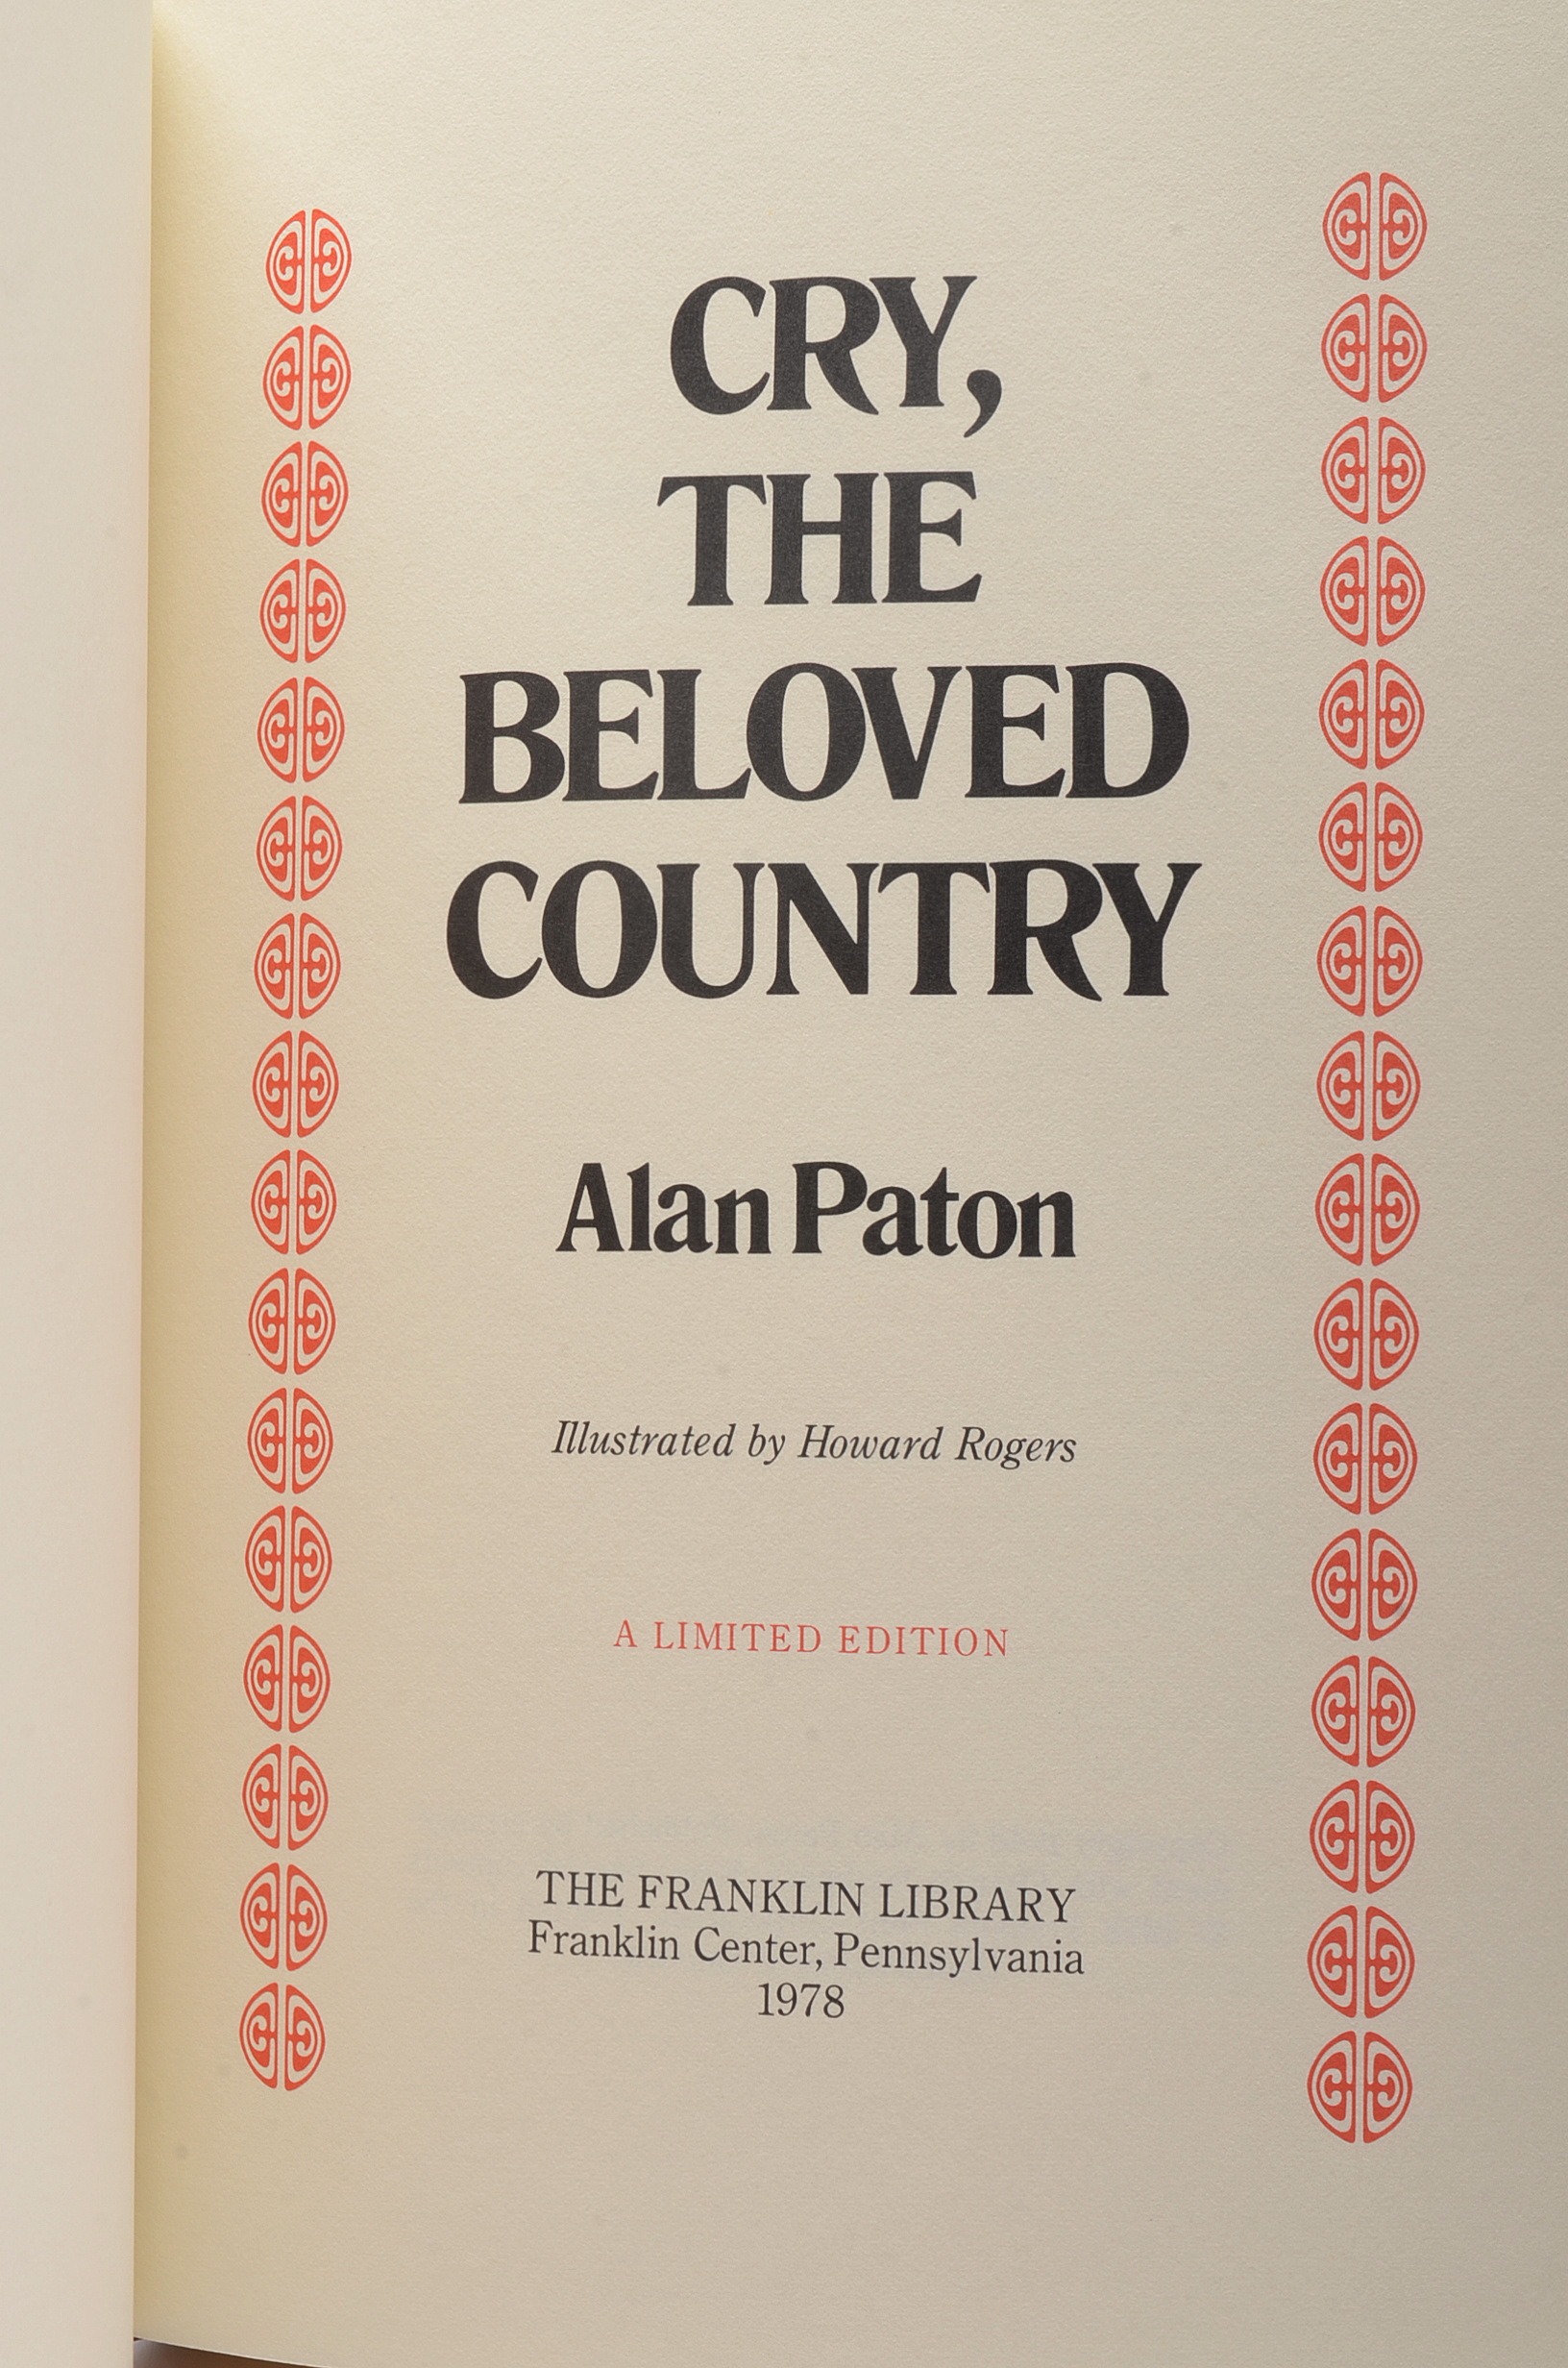 CRY,
THE
BELOVED
COUNTRY
Alan Paton
Illustrated by Howard Rogers
A LIMITED EDITION
THE FRANKLIN LIBRARY
Franklin Center, Pennsylvania
1978